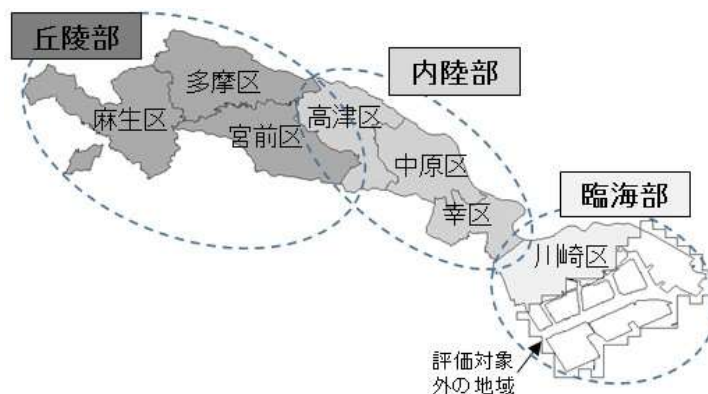 丘陵部
内陸部
多摩区
麻生区
宮前区
高津区
中原区
幸区
臨海部
川崎区
評価対象
外の地域